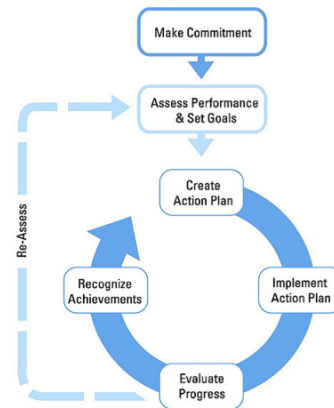 Make Commitment
Assess Performance
& Set Goals
Create
Action Plan
Re-Assess
Recognize
Achievements
Implement
Action Plan
Evaluate
Progress